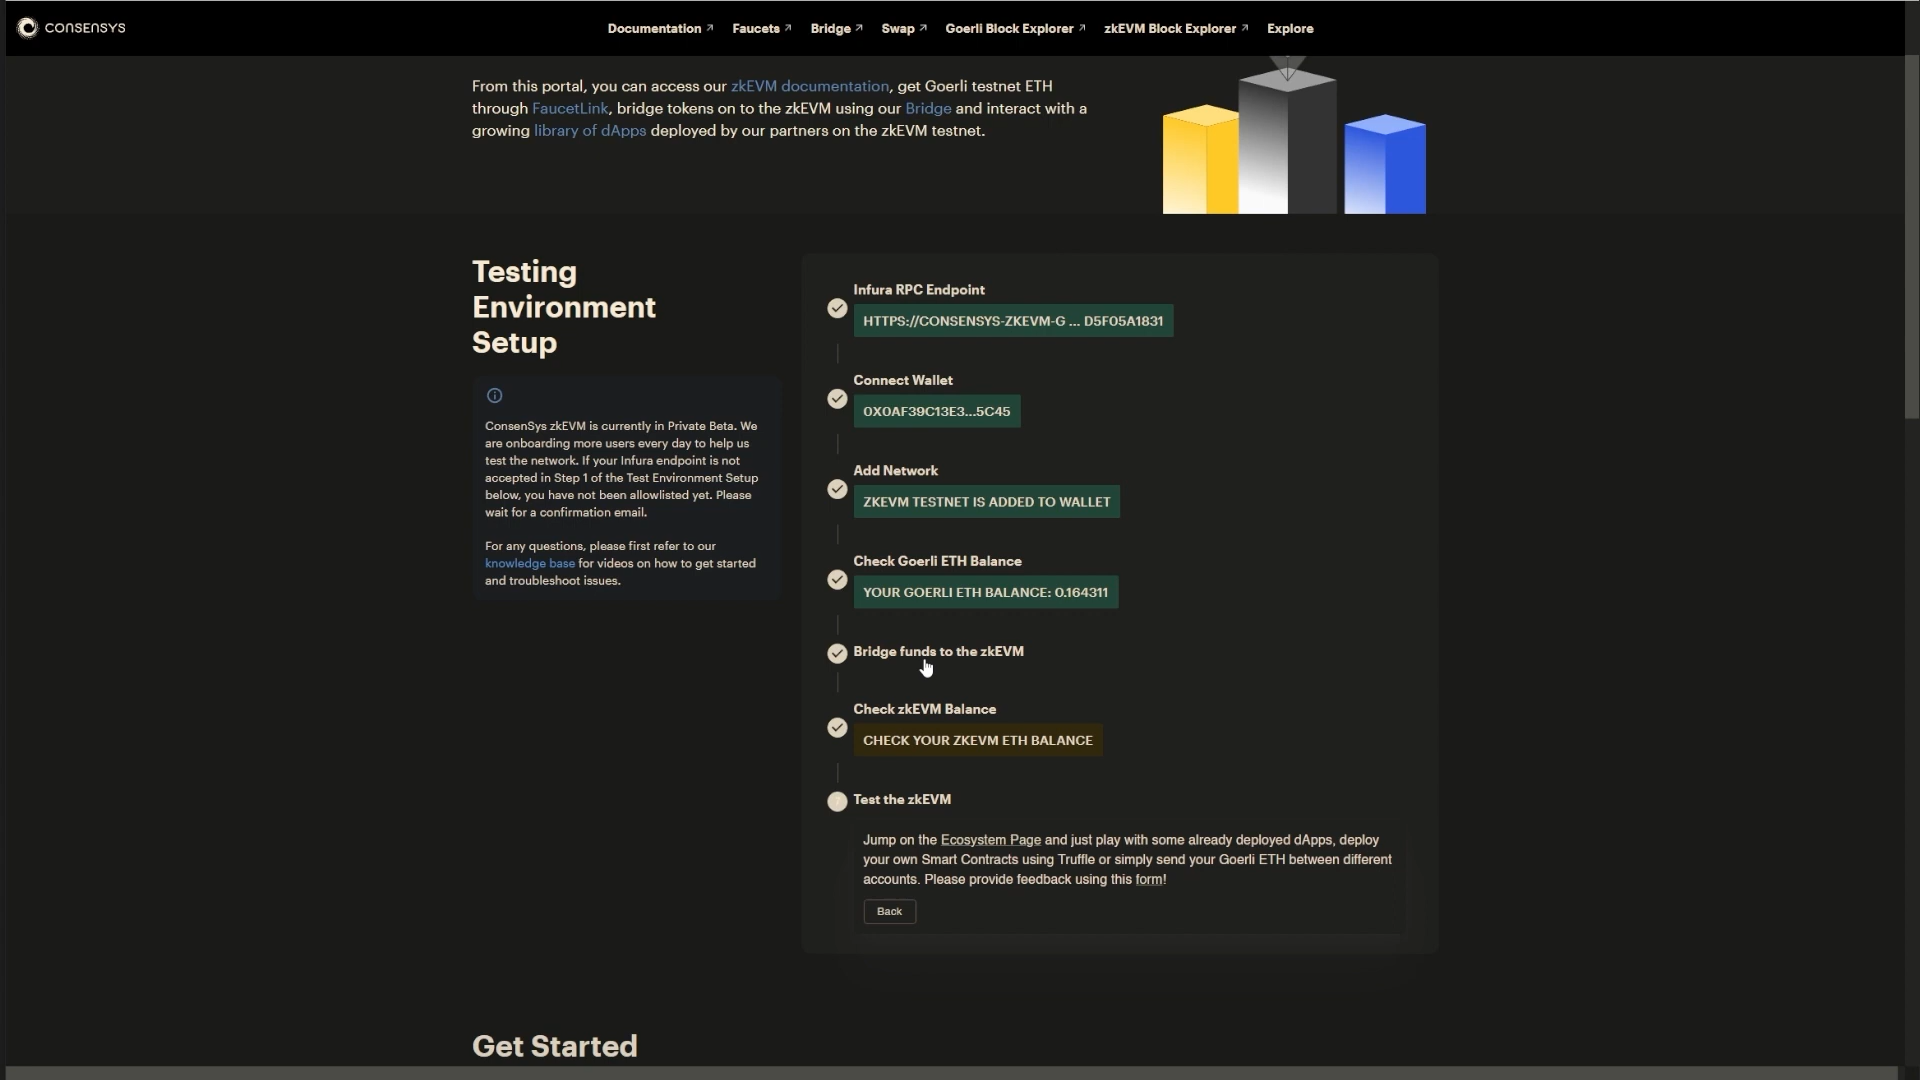 CONSENSYS
Documentation ↗ Faucets ↗ Bridge ↗ Swap ↗ Goerli Block Explorer ↗ zkEVM Block Explorer ↗ Explore
From this portal, you can access our zkEVM documentation, get Goerli testnet ETH
through FaucetLink, bridge tokens on to the zkEVM using our Bridge and interact with a
growing library of dApps deployed by our partners on the zkEVM testnet.
Testing
Environment
Setup
ConsenSys zkEVM is currently in Private Beta. We
are onboarding more users every day to help us
test the network. If your Infura endpoint is not
accepted in Step 1 of the Test Environment Setup
below, you have not been allowlisted yet. Please
wait for a confirmation email.
For any questions, please first refer to our
knowledge base for videos on how to get started
and troubleshoot issues.
Infura RPC Endpoint
HTTPS://CONSENSYS-ZKEVM-G ... D5F05A1831
Connect Wallet
0X0AF39C13E3...5C45
Add Network
ZKEVM TESTNET IS ADDED TO WALLET
Check Goerli ETH Balance
YOUR GOERLI ETH BALANCE: 0.164311
Bridge funds to the zkEVM
Check zkEVM Balance
CHECK YOUR ZKEVM ETH BALANCE
Test the zkEVM
Jump on the Ecosystem Page and just play with some already deployed dApps, deploy
your own Smart Contracts using Truffle or simply send your Goerli ETH between different
accounts. Please provide feedback using this form!
Back
Get Started